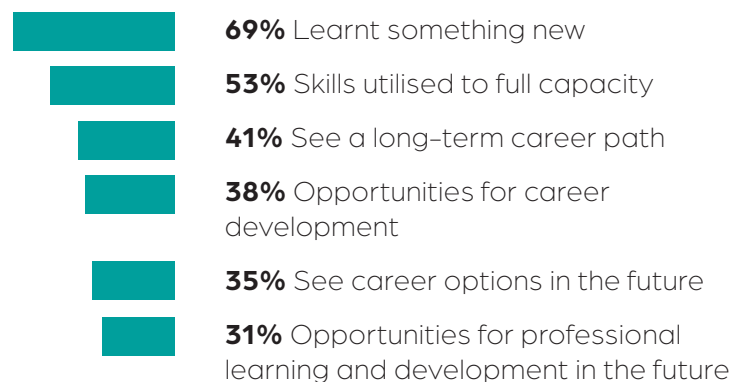 69% Learnt something new
53% Skills utilised to full capacity
41% See a long-term career path
38% Opportunities for career
development
35% See career options in the future
31% Opportunities for professional
learning and development in the future